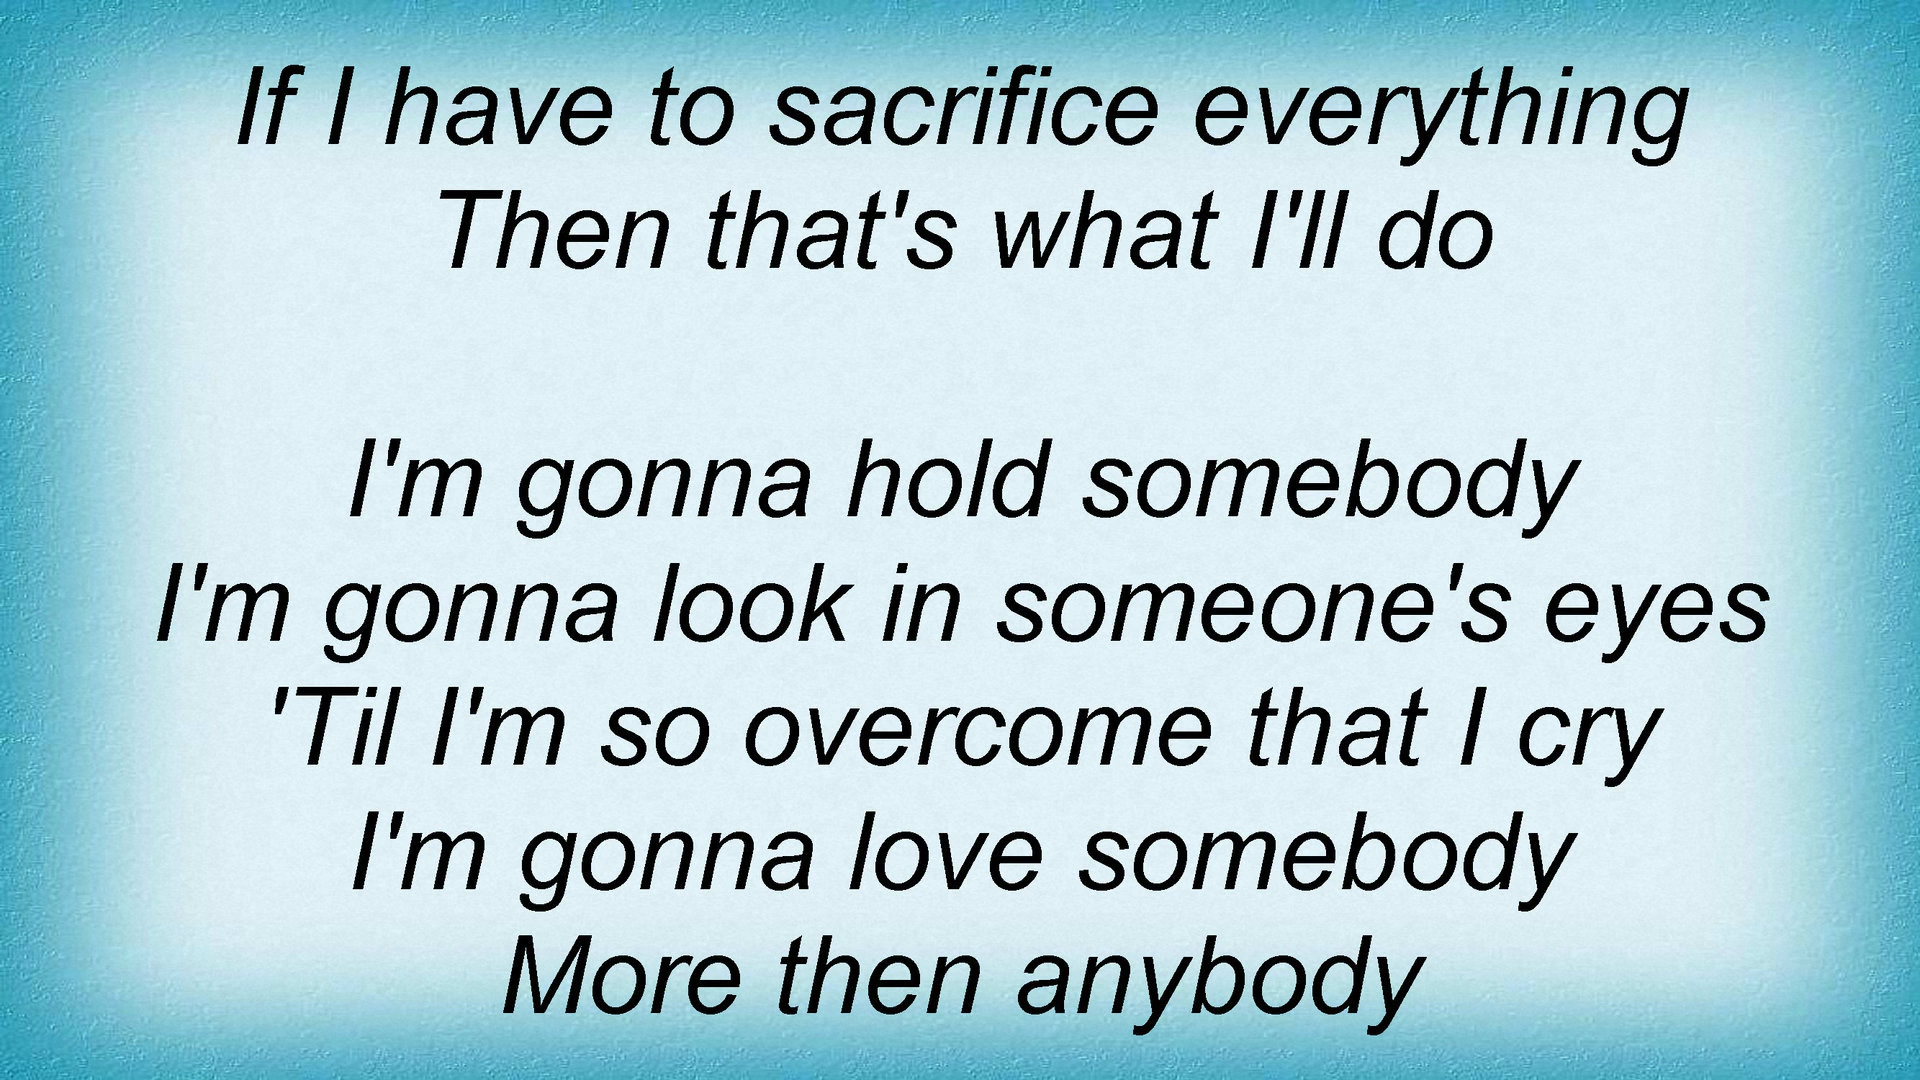 If I have to sacrifice everything
Then that's what I'll do
I'm gonna hold somebody
I'm gonna look in someone's eyes
'Til I'm so overcome that I cry
I'm gonna love somebody
More then anybody